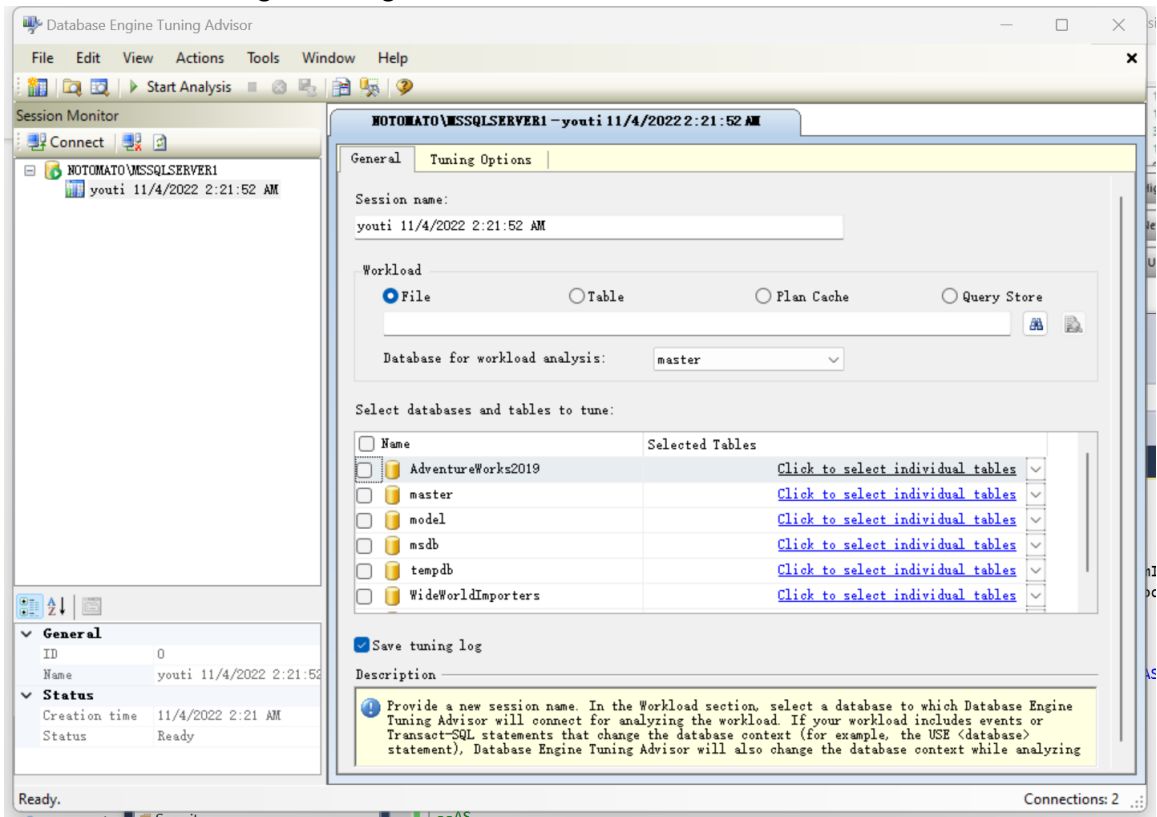 Database Engine Tuning Advisor
File Edit View Actions Tools Window Help
Start Analysis
Session Monitor
Connect
NOTOMATO\MSSQLSERVER1
youti 11/4/2022 2:21:52 AM
General
ID 0
Name youti 11/4/2022 2:21:52
Status
Creation time 11/4/2022 2:21 AM
Status Ready
NOTOMATO\MSSQLSERVER1 - youti 11/4/2022 2:21:52 AM
General Tuning Options
Session name:
youti 11/4/2022 2:21:52 AM
Workload
File Table Plan Cache Query Store
Database for workload analysis: master
Select databases and tables to tune:
Name Selected Tables
AdventureWorks2019 Click to select individual tables
master Click to select individual tables
model Click to select individual tables
msdb Click to select individual tables
tempdb Click to select individual tables
WideWorldImporters Click to select individual tables
Save tuning log
Description
Provide a new session name. In the Workload section, select a database to which Database Engine
Tuning Advisor will connect for analyzing the workload. If your workload includes events or
Transact-SQL statements that change the database context (for example, the USE <database>
statement), Database Engine Tuning Advisor will also change the database context while analyzing
Ready. Connections: 2